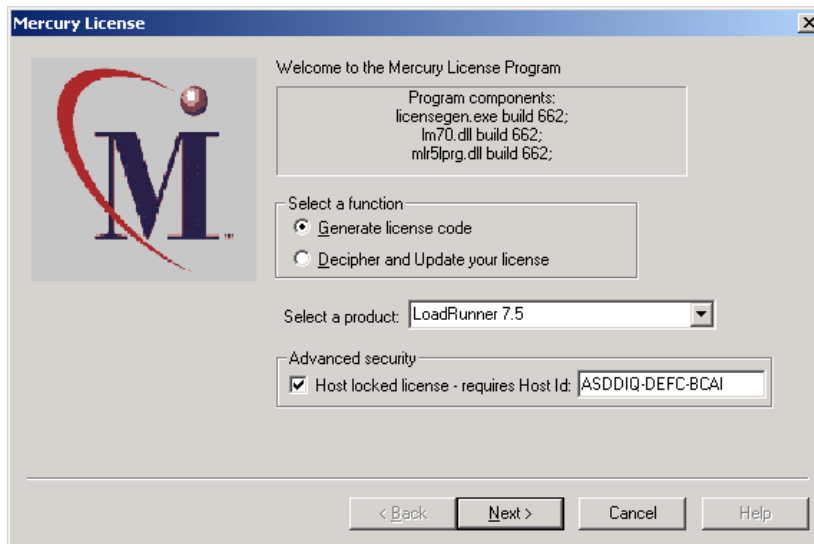 Mercury License
Welcome to the Mercury License Program
Program components:
licensegen.exe build 662;
lm70.dll build 662;
mlr5lprg.dll build 662;
M
Select a function
Generate license code
Decipher and Update your license
Select a product: LoadRunner 7.5
Advanced security
Host locked license - requires Host Id: ASDDIQ-DEFC-BCAI
< Back Next > Cancel Help